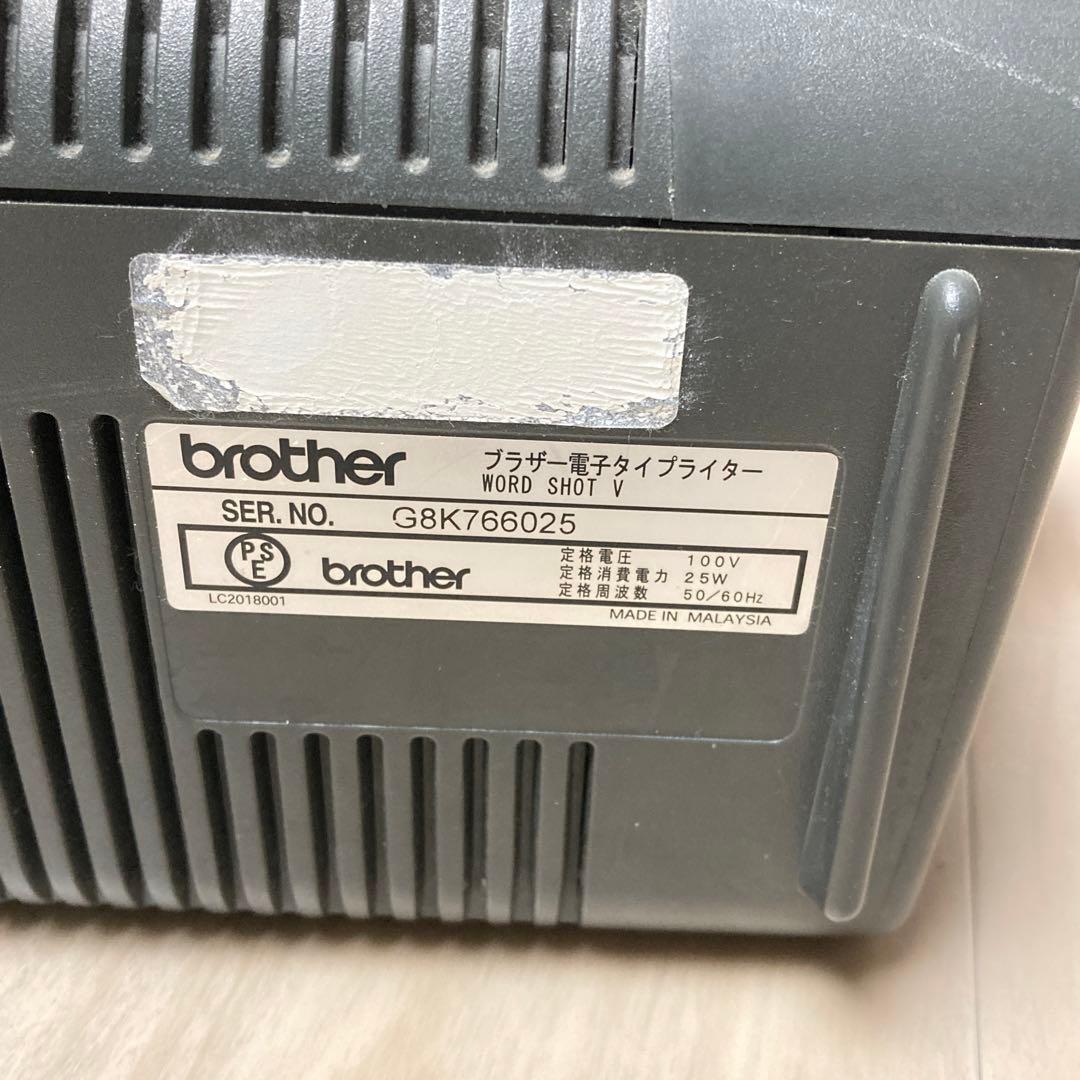 brother ブラザー電子タイプライター
WORD SHOT V
SER. NO. G8K766025
PSE brother
定格電圧 100V
定格消費電力 25W
定格周波数 50/60Hz
LC2018001 MADE IN MALAYSIA